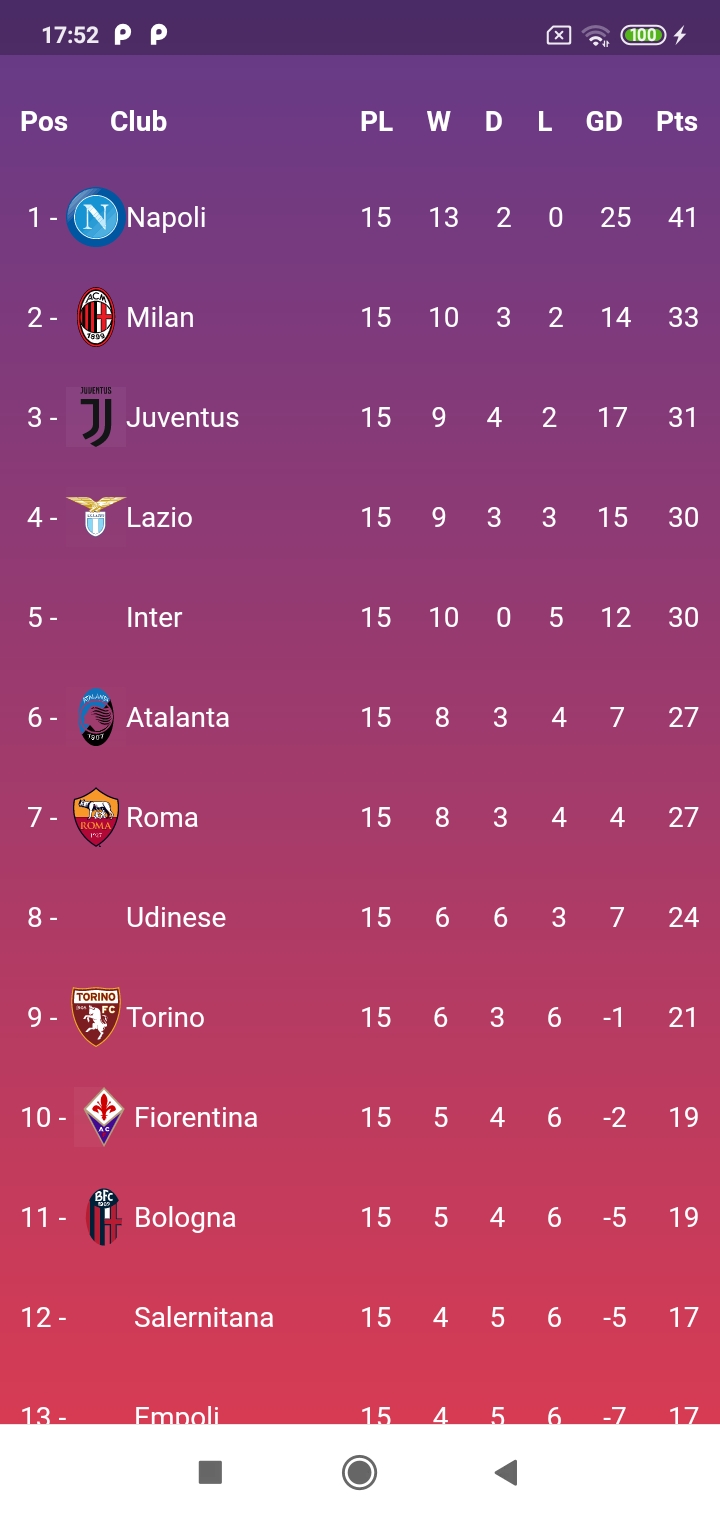 17:52 100
Pos Club PL W D L GD Pts
1 - Napoli 15 13 2 0 25 41
2 - Milan 15 10 3 2 14 33
3 - Juventus 15 9 4 2 17 31
4 - Lazio 15 9 3 3 15 30
5 - Inter 15 10 0 5 12 30
6 - Atalanta 15 8 3 4 7 27
7 - Roma 15 8 3 4 4 27
8 - Udinese 15 6 6 3 7 24
9 - Torino 15 6 3 6 -1 21
10 - Fiorentina 15 5 4 6 -2 19
11 - Bologna 15 5 4 6 -5 19
12 - Salernitana 15 4 5 6 -5 17
13 - Empoli 15 4 5 6 -7 17